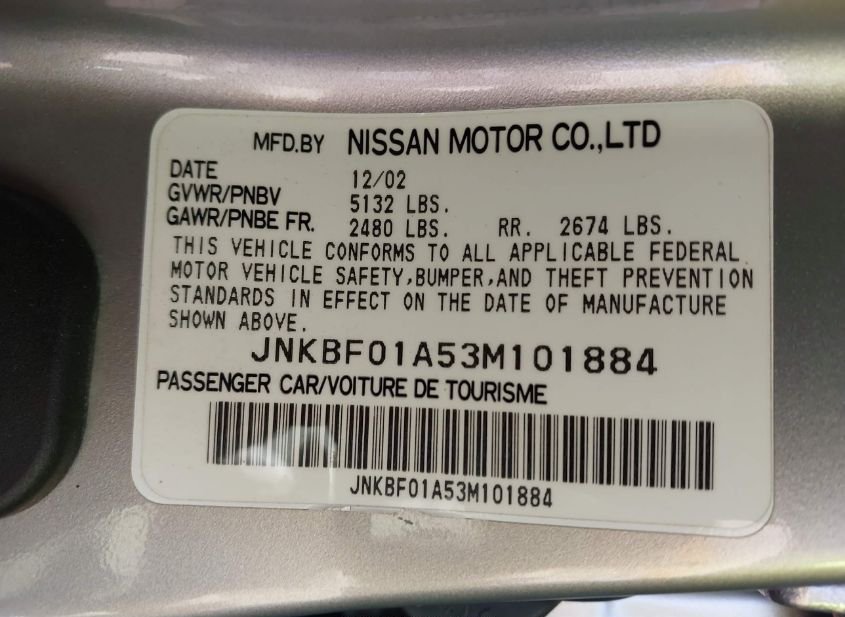 MFD.BY NISSAN MOTOR CO.,LTD
DATE 12/02
GVWR/PNBV 5132 LBS.
GAWR/PNBE FR. 2480 LBS. RR. 2674 LBS.
THIS VEHICLE CONFORMS TO ALL APPLICABLE FEDERAL
MOTOR VEHICLE SAFETY,BUMPER,AND THEFT PREVENTION
STANDARDS IN EFFECT ON THE DATE OF MANUFACTURE
SHOWN ABOVE.
JNKBF01A53M101884
PASSENGER CAR/VOITURE DE TOURISME
JNKBF01A53M101884